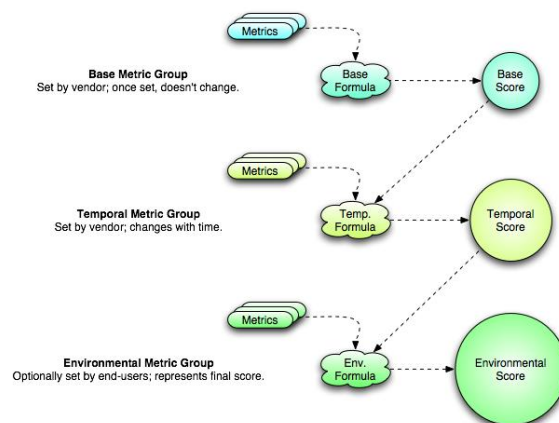 Metrics
Base Metric Group
Set by vendor; once set, doesn't change.
Base
Formula
Base
Score
Metrics
Temporal Metric Group
Set by vendor; changes with time.
Temp.
Formula
Temporal
Score
Metrics
Environmental Metric Group
Optionally set by end-users; represents final score.
Env.
Formula
Environmental
Score